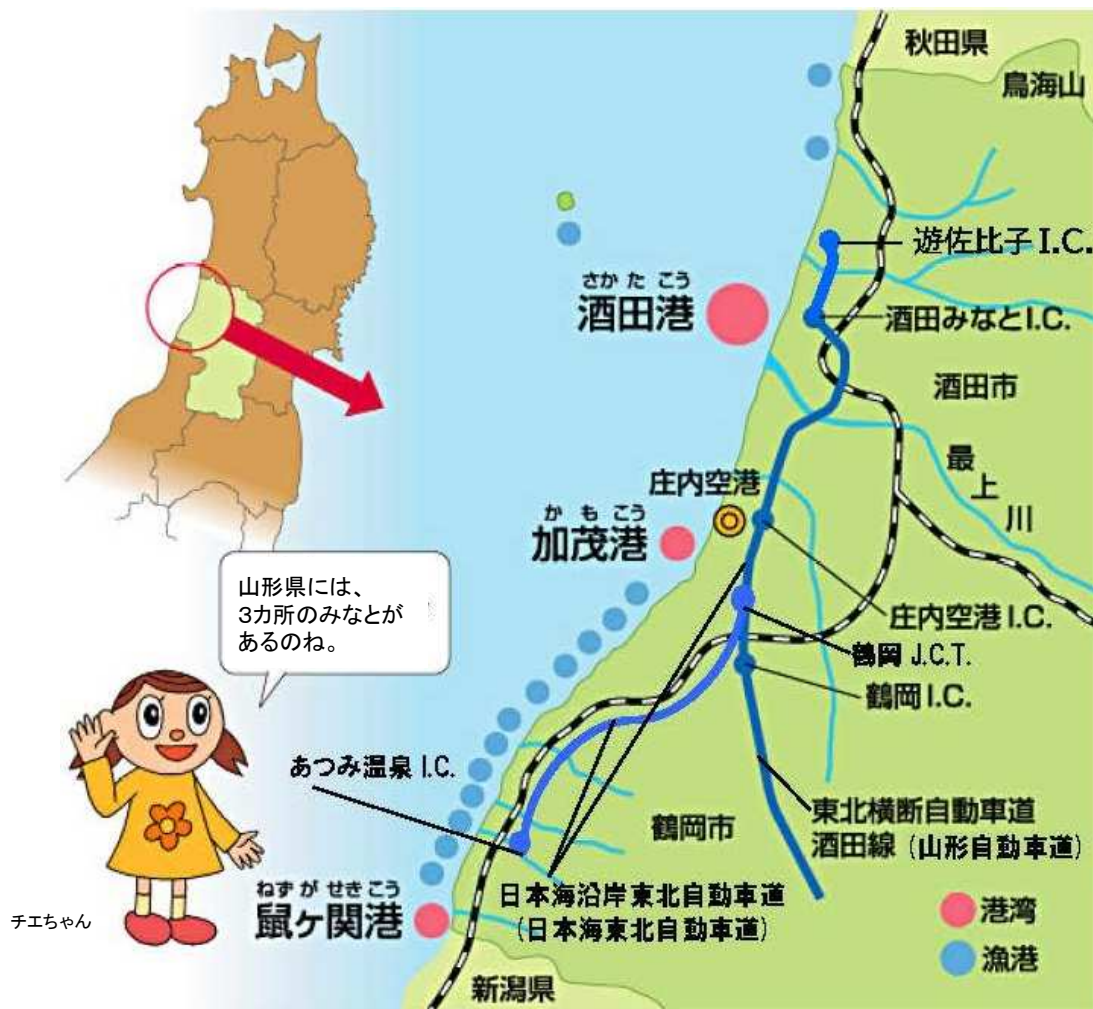 秋田県
鳥海山
遊佐比子 I.C.
さかたこう
酒田港
酒田みなと I.C.
酒田市
最上川
庄内空港
かもこう
加茂港
山形県には、
3カ所のみなとが
あるのね。
庄内空港 I.C.
鶴岡 J.C.T.
鶴岡 I.C.
あつみ温泉 I.C.
東北横断自動車道
酒田線 (山形自動車道)
鶴岡市
日本海沿岸東北自動車道
(日本海東北自動車道)
ねずがせきこう
鼠ヶ関港
チエちゃん
港湾
漁港
新潟県